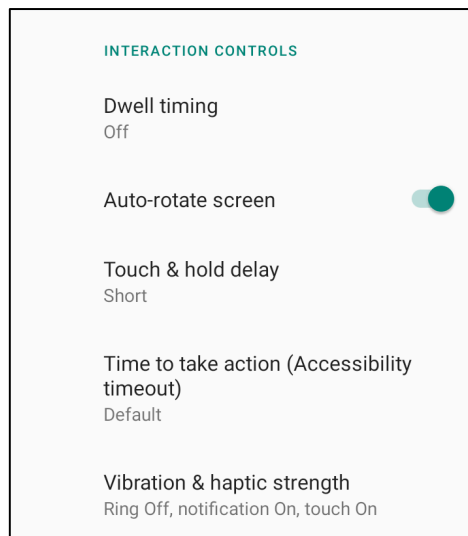 INTERACTION CONTROLS
Dwell timing
Off
Auto-rotate screen
Touch & hold delay
Short
Time to take action (Accessibility
timeout)
Default
Vibration & haptic strength
Ring Off, notification On, touch On